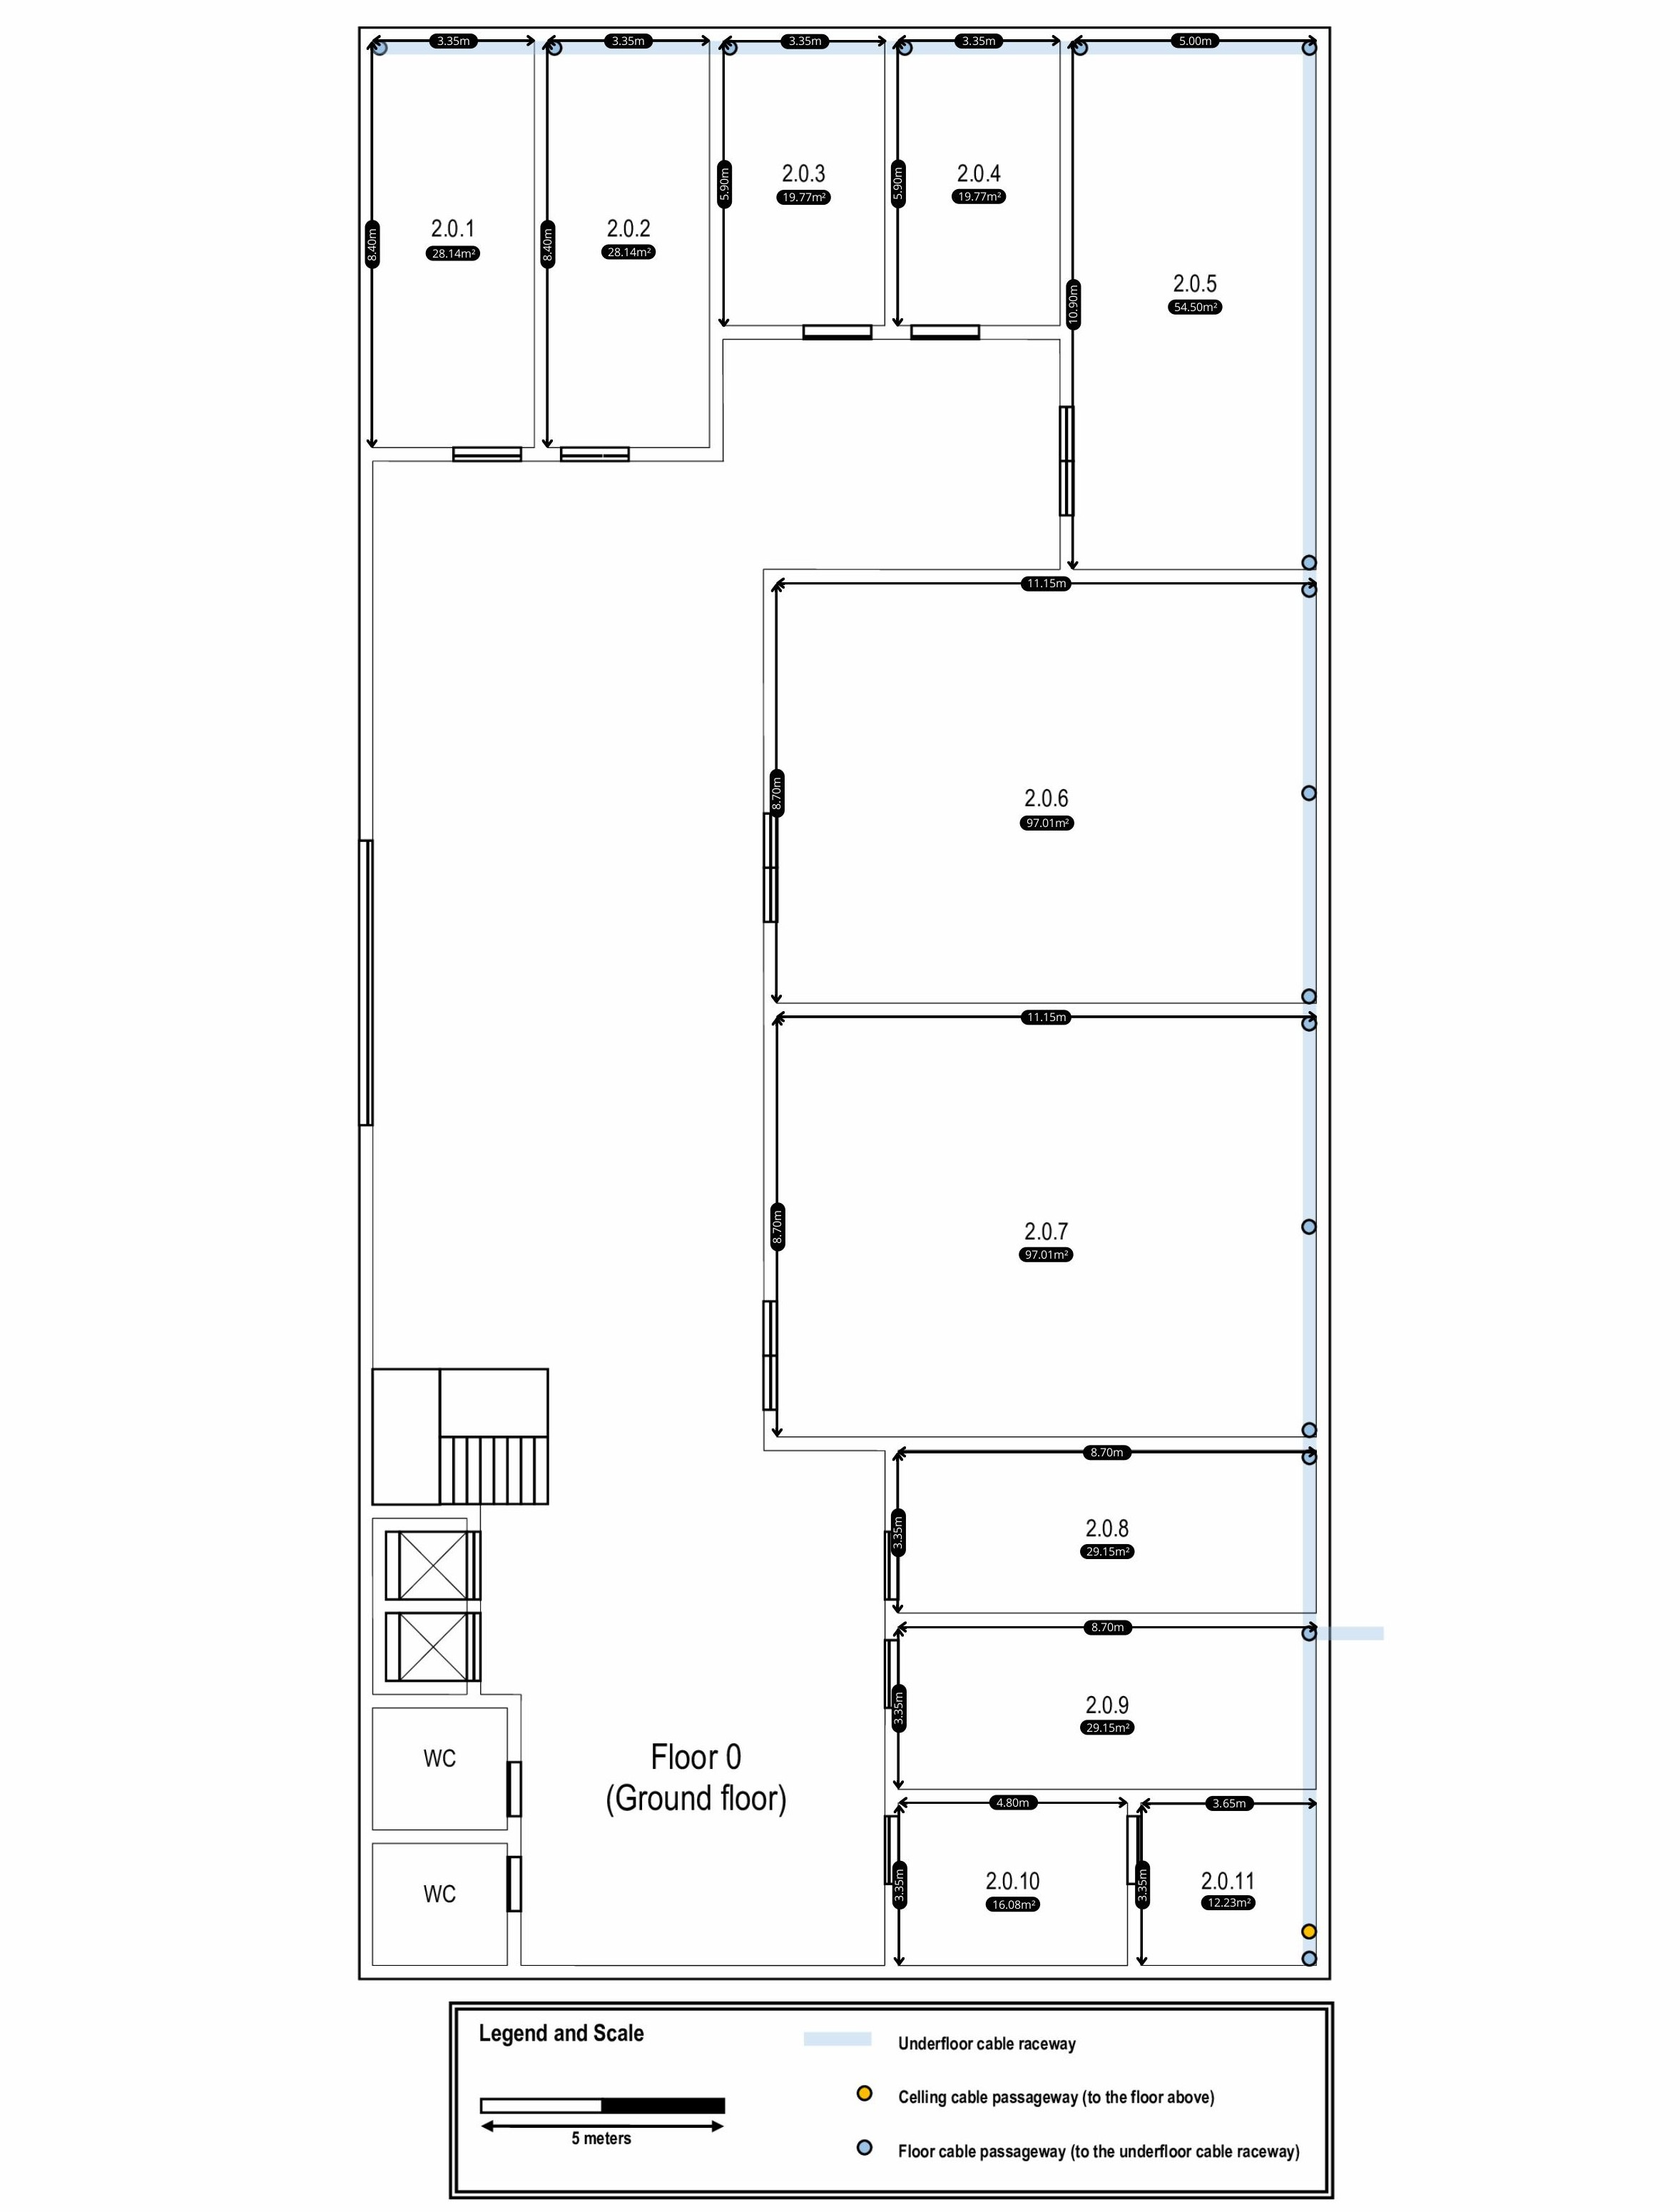 3.35m
3.35m
3.35m
3.35m
5.00m
8.40m
2.0.1
28.14m²
8.40m
2.0.2
28.14m²
5.90m
2.0.3
19.77m²
5.90m
2.0.4
19.77m²
10.90m
2.0.5
54.50m²
11.15m
8.70m
2.0.6
97.01m²
11.15m
8.70m
2.0.7
97.01m²
8.70m
3.35m
2.0.8
29.15m²
8.70m
3.35m
2.0.9
29.15m²
WC
WC
Floor 0
(Ground floor)
4.80m
3.35m
2.0.10
16.08m²
3.65m
3.35m
2.0.11
12.23m²
Legend and Scale
5 meters
Underfloor cable raceway
Celling cable passageway (to the floor above)
Floor cable passageway (to the underfloor cable raceway)